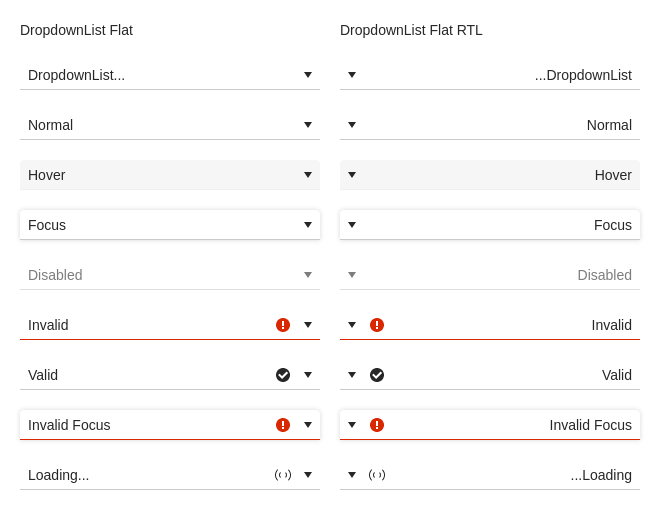 DropdownList Flat
DropdownList...
Normal
Hover
Focus
Disabled
Invalid
Valid
Invalid Focus
Loading...
DropdownList Flat RTL
...DropdownList
Normal
Hover
Focus
Disabled
Invalid
Valid
Invalid Focus
...Loading